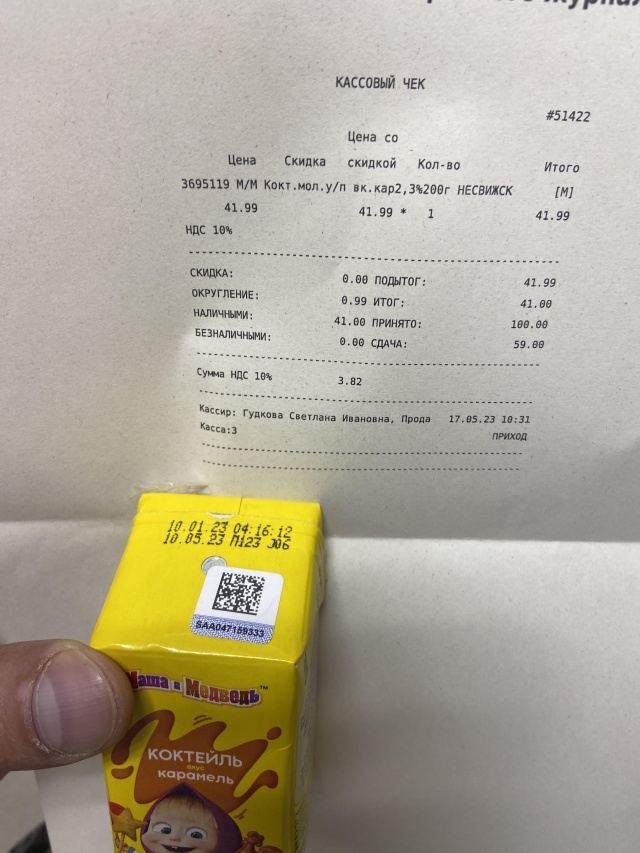 КАССОВЫЙ ЧЕК
#51422
Цена со
Цена Скидка скидкой Кол-во Итого
3695119 М/М Кокт.мол.у/п вк.кар2,3%200г НЕСВИЖСК [М]
41.99 41.99 * 1 41.99
НДС 10%
СКИДКА: 0.00 ПОДЫТОГ: 41.99
ОКРУГЛЕНИЕ: 0.99 ИТОГ: 41.00
НАЛИЧНЫМИ: 41.00 ПРИНЯТО: 100.00
БЕЗНАЛИЧНЫМИ: 0.00 СДАЧА: 59.00
Сумма НДС 10% 3.82
Кассир: Гудкова Светлана Ивановна, Прода 17.05.23 10:31
Касса:3 ПРИХОД
10.01.23 04:16:12
10.05.23 М123 J06
SAA047159333
Маша и Медведь™
КОКТЕЙЛЬ
вкус
карамель